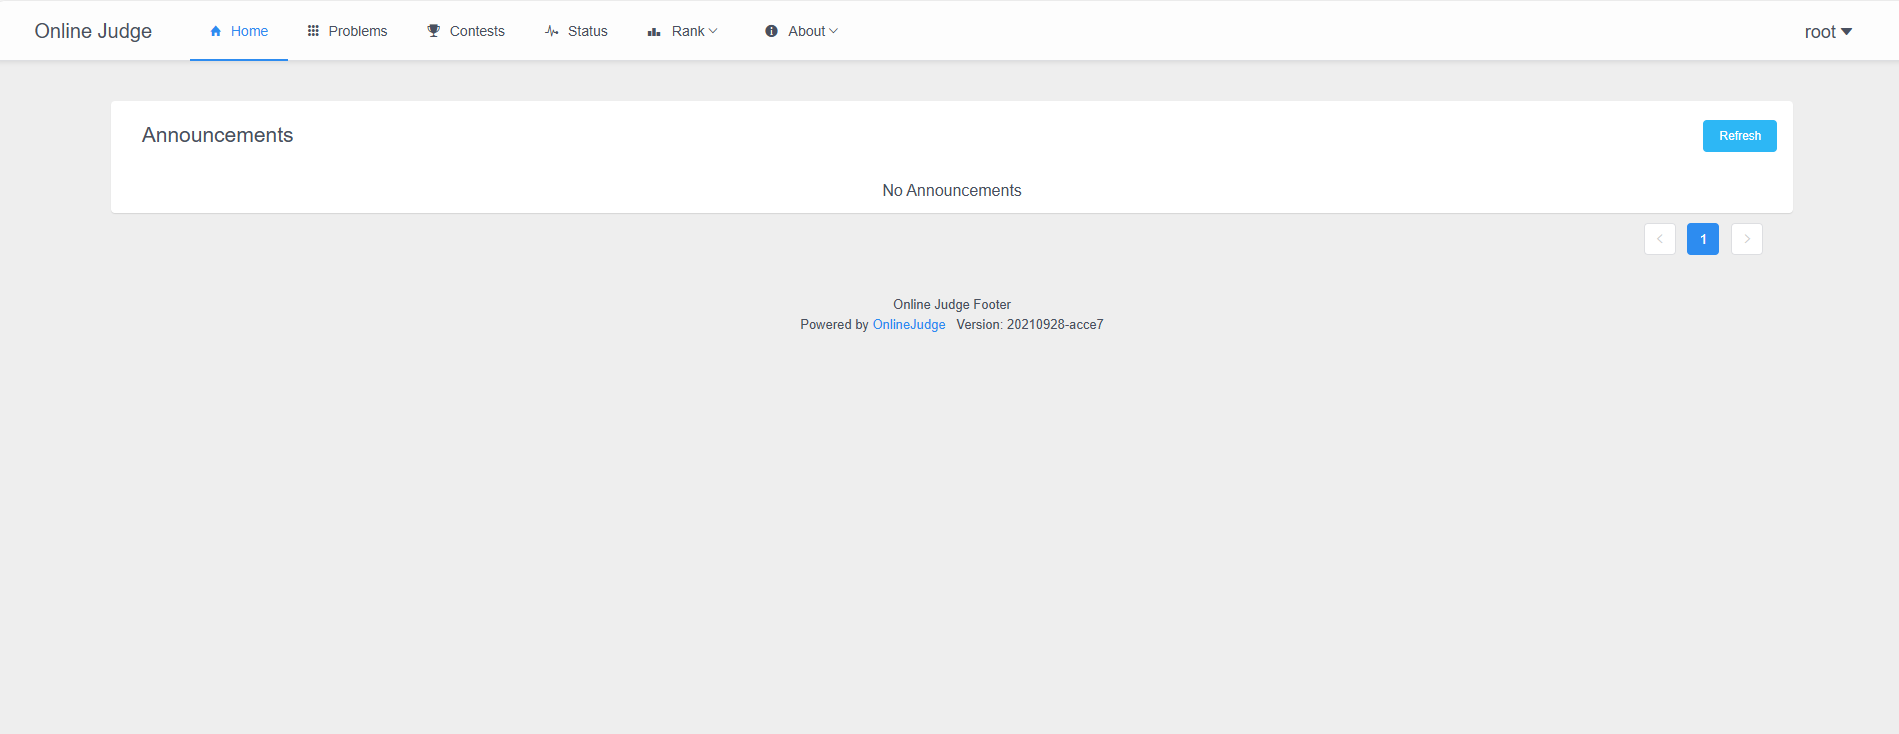 Online Judge Home Problems Contests Status Rank About root
Announcements Refresh
No Announcements
1
Online Judge Footer
Powered by OnlineJudge Version: 20210928-acce7